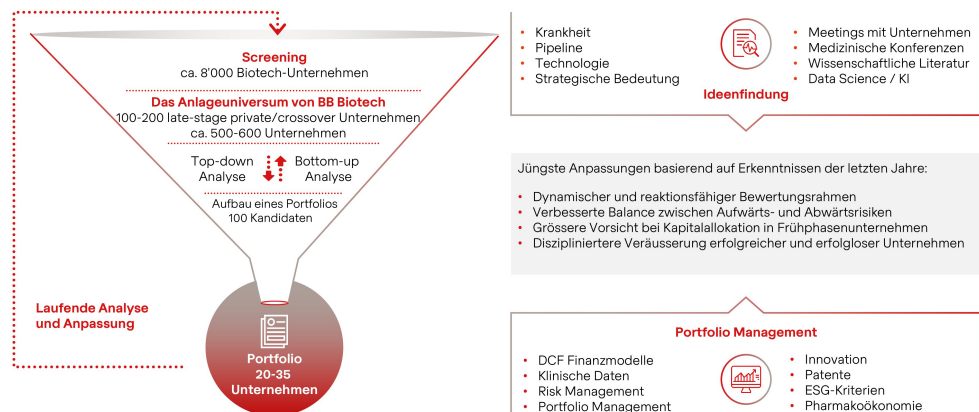 Screening
ca. 8'000 Biotech-Unternehmen
Das Anlageuniversum von BB Biotech
100-200 late-stage private/crossover Unternehmen
ca. 500-600 Unternehmen
Top-down
Analyse
Bottom-up
Analyse
Aufbau eines Portfolios
100 Kandidaten
Laufende Analyse
und Anpassung
Portfolio
20-35
Unternehmen
• Krankheit
• Pipeline
• Technologie
• Strategische Bedeutung
• Meetings mit Unternehmen
• Medizinische Konferenzen
• Wissenschaftliche Literatur
• Data Science / KI
Ideenfindung
Jüngste Anpassungen basierend auf Erkenntnissen der letzten Jahre:
• Dynamischer und reaktionsfähiger Bewertungsrahmen
• Verbesserte Balance zwischen Aufwärts- und Abwärtsrisiken
• Grössere Vorsicht bei Kapitalallokation in Frühphasenunternehmen
• Diszipliniertere Veräusserung erfolgreicher und erfolgloser Unternehmen
Portfolio Management
• DCF Finanzmodelle
• Klinische Daten
• Risk Management
• Portfolio Management
• Innovation
• Patente
• ESG-Kriterien
• Pharmakoökonomie